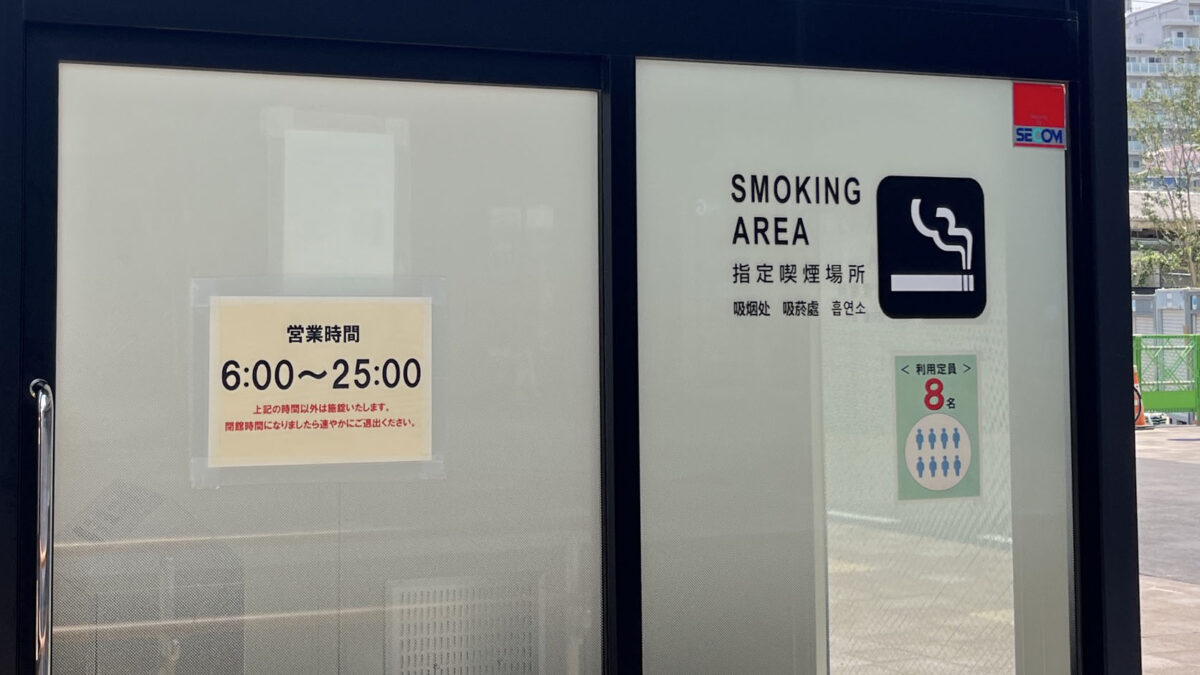 営業時間
6:00～25:00
上記の時間以外は施錠いたします。
閉館時間になりましたら速やかにご退出ください。
SECOM
SMOKING
AREA
指定喫煙場所
吸烟处 吸菸處 흡연소
＜ 利用定員 ＞
8名